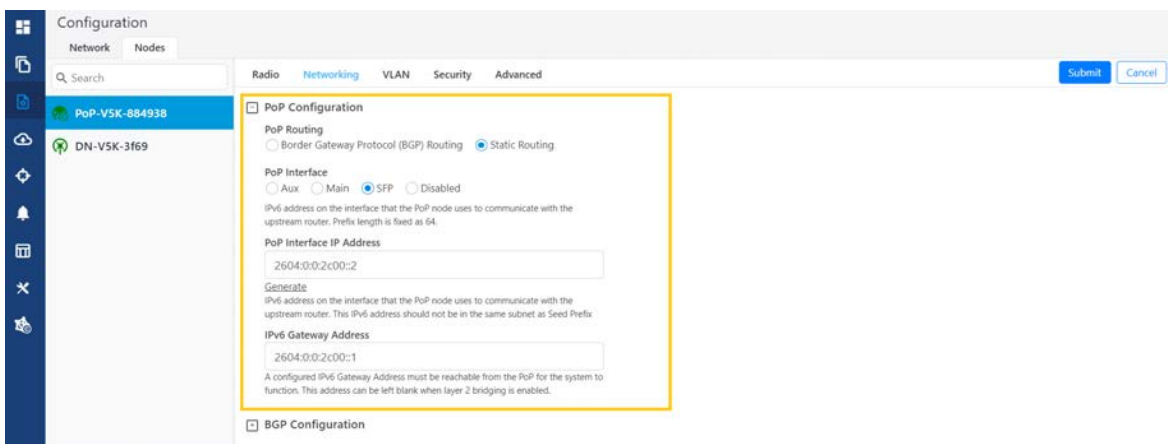 Configuration
Network Nodes
Search
Radio Networking VLAN Security Advanced
Submit Cancel
PoP-V5K-884938
DN-V5K-3f69
PoP Configuration
PoP Routing
Border Gateway Protocol (BGP) Routing Static Routing
PoP Interface
Aux Main SFP Disabled
IPv6 address on the interface that the PoP node uses to communicate with the
upstream router. Prefix length is fixed as 64.
PoP Interface IP Address
2604:0:0:2c00::2
Generate
IPv6 address on the interface that the PoP node uses to communicate with the
upstream router. This IPv6 address should not be in the same subnet as Seed Prefix
IPv6 Gateway Address
2604:0:0:2c00::1
A configured IPv6 Gateway Address must be reachable from the PoP for the system to
function. This address can be left blank when layer 2 bridging is enabled.
BGP Configuration